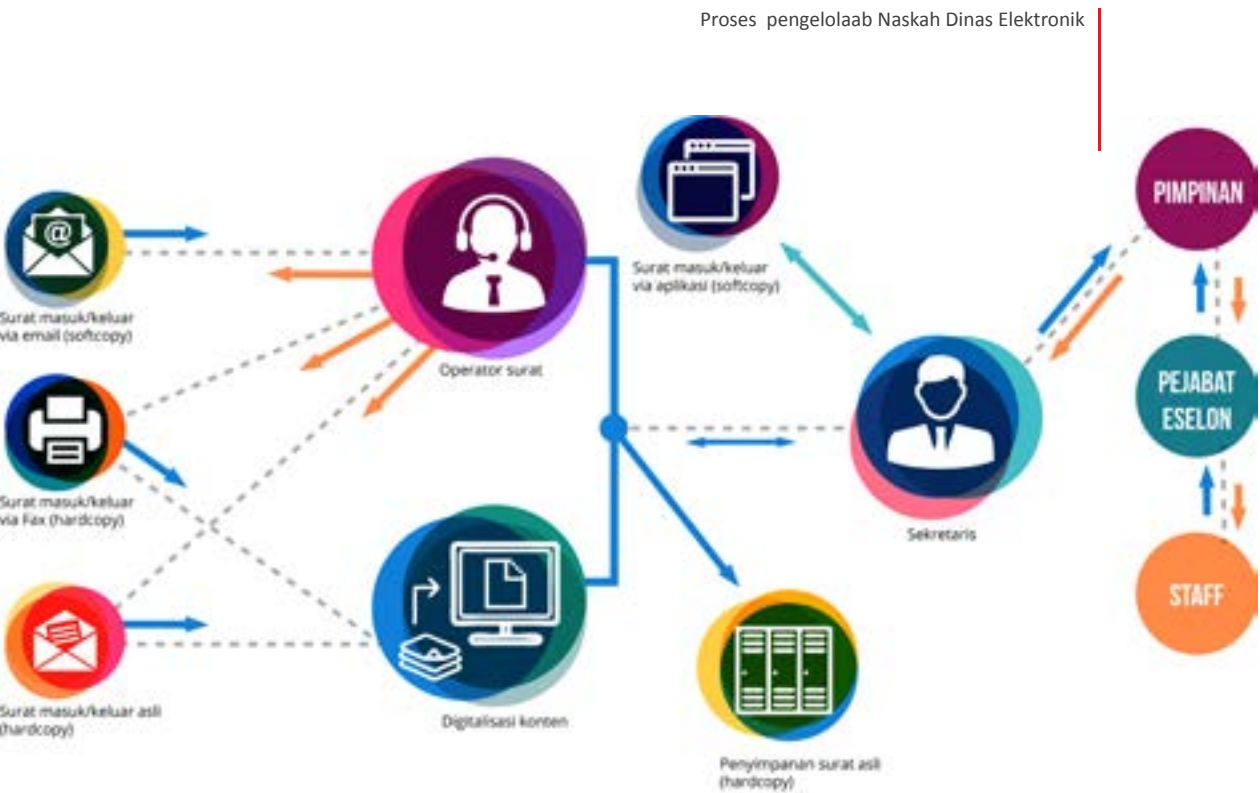 Proses pengelolaab Naskah Dinas Elektronik
Surat masuk/keluar
via email (softcopy)
Surat masuk/keluar
via Fax (hardcopy)
Surat masuk/keluar asli
(hardcopy)
Operator surat
Digitalisasi konten
Surat masuk/keluar
via aplikasi (softcopy)
Sekretaris
Penyimpanan surat asli
(hardcopy)
PIMPINAN
PEJABAT
ESELON
STAFF